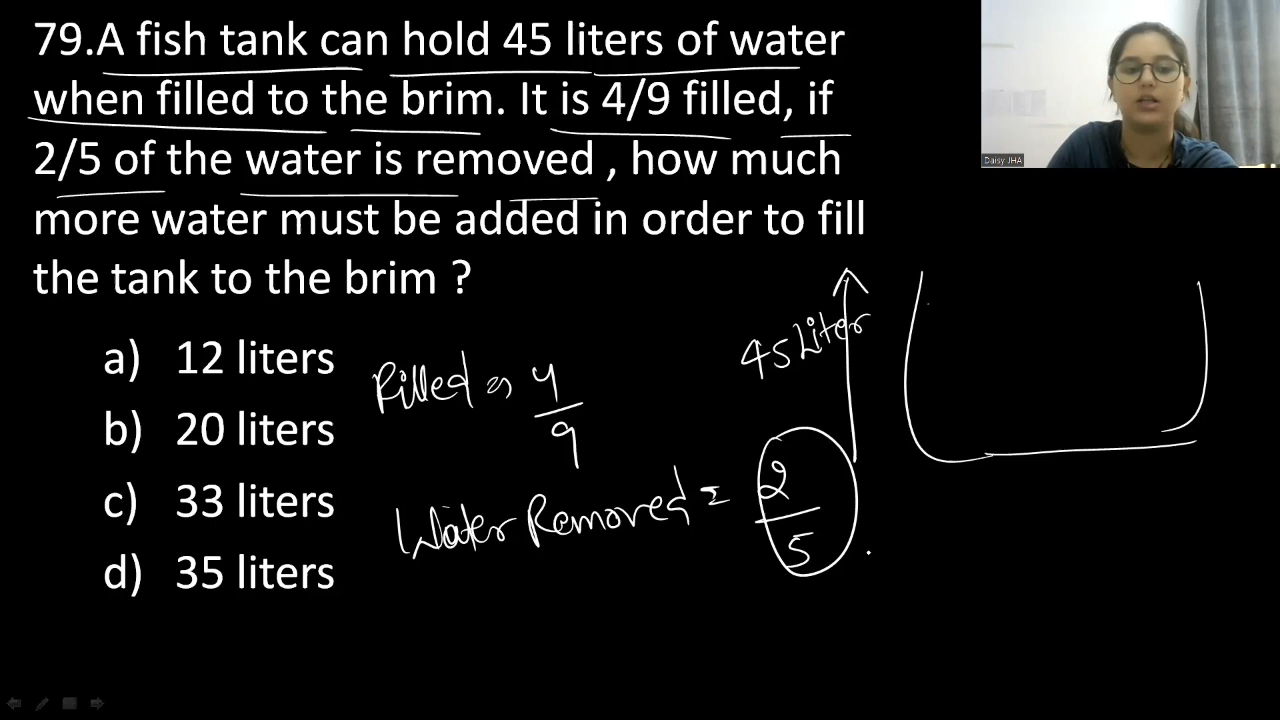 79.A fish tank can hold 45 liters of water
when filled to the brim. It is 4/9 filled, if
2/5 of the water is removed , how much
more water must be added in order to fill
the tank to the brim ?
a) 12 liters
b) 20 liters
c) 33 liters
d) 35 liters
Filled = 4/9
45 Liter
Water Removed = 2/5
Daisy JHA